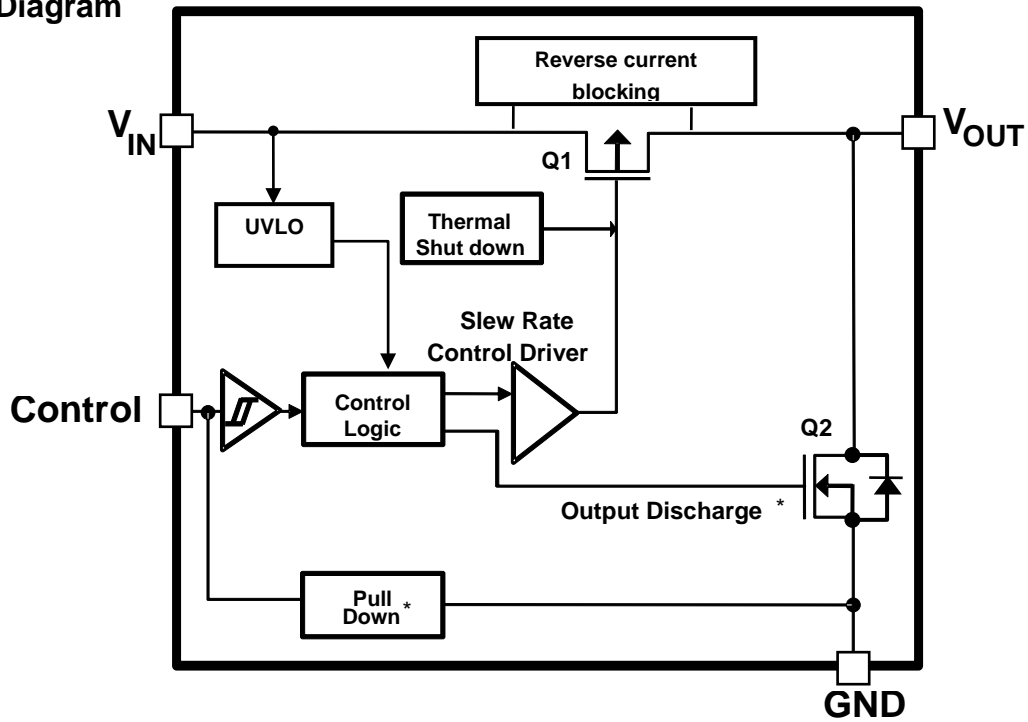 Diagram
Reverse current
blocking
VIN
VOUT
Q1
UVLO
Thermal
Shut down
Slew Rate
Control Driver
Control
Control
Logic
Q2
Output Discharge *
Pull
Down *
GND